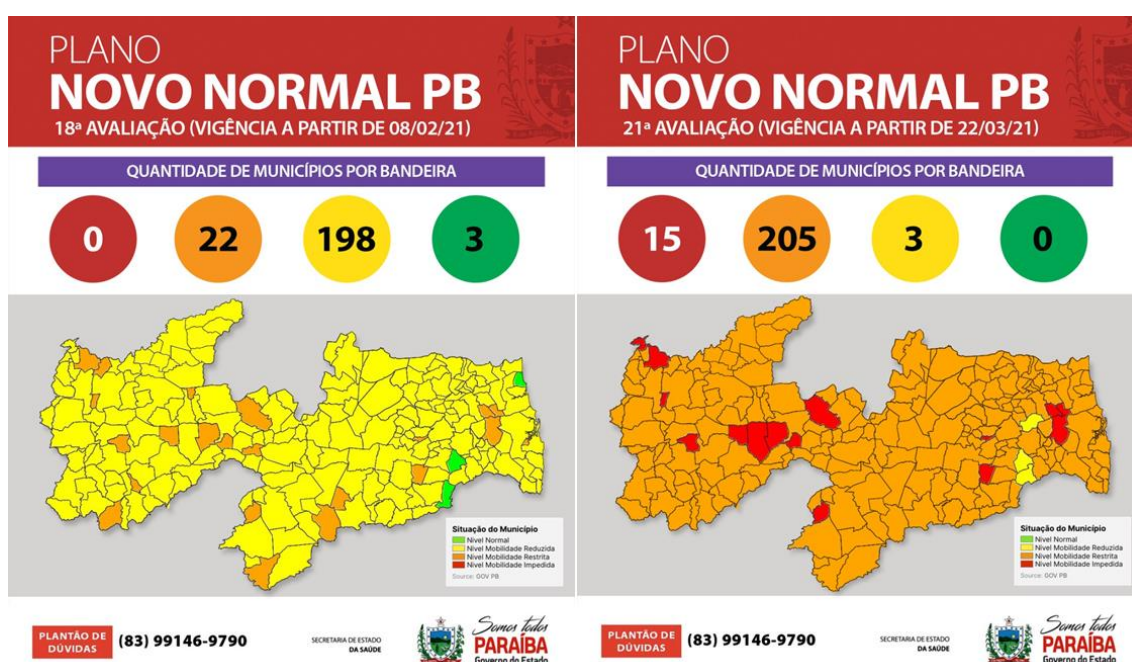 PLANO
NOVO NORMAL PB
18ª AVALIAÇÃO (VIGÊNCIA A PARTIR DE 08/02/21)
QUANTIDADE DE MUNICÍPIOS POR BANDEIRA
0 22 198 3
Situação do Município
Nível Normal
Nível Mobilidade Reduzida
Nível Mobilidade Restrita
Nível Mobilidade Impedida
Source: GOV PB
PLANTÃO DE
DÚVIDAS
(83) 99146-9790
SECRETARIA DE ESTADO
DA SAÚDE
Somos todos
PARAÍBA
Governo do Estado
PLANO
NOVO NORMAL PB
21ª AVALIAÇÃO (VIGÊNCIA A PARTIR DE 22/03/21)
QUANTIDADE DE MUNICÍPIOS POR BANDEIRA
15 205 3 0
Situação do Município
Nível Normal
Nível Mobilidade Reduzida
Nível Mobilidade Restrita
Nível Mobilidade Impedida
Source: GOV PB
PLANTÃO DE
DÚVIDAS
(83) 99146-9790
SECRETARIA DE ESTADO
DA SAÚDE
Somos todos
PARAÍBA
Governo do Estado